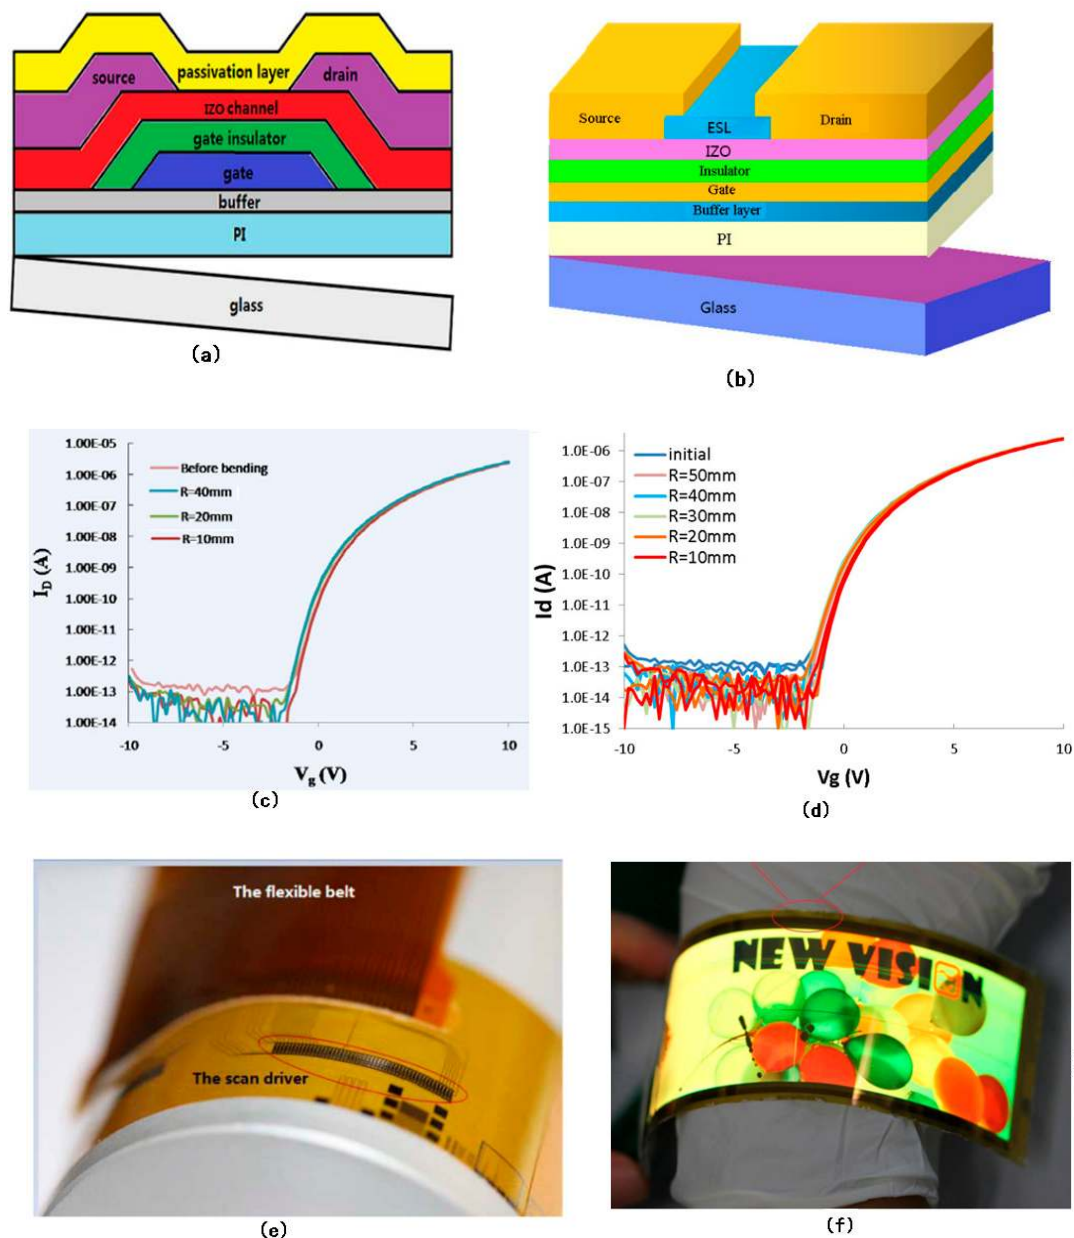 passivation layer
source
drain
IZO channel
gate insulator
gate
buffer
PI
glass
(a)
Source
ESL
Drain
IZO
Insulator
Gate
Buffer layer
PI
Glass
(b)
1.00E-05
1.00E-06
1.00E-07
1.00E-08
1.00E-09
1.00E-10
1.00E-11
1.00E-12
1.00E-13
1.00E-14
I_D (A)
Before bending
R=40mm
R=20mm
R=10mm
-10
-5
0
5
10
V_g (V)
(c)
1.0E-06
1.0E-07
1.0E-08
1.0E-09
1.0E-10
1.0E-11
1.0E-12
1.0E-13
1.0E-14
1.0E-15
Id (A)
initial
R=50mm
R=40mm
R=30mm
R=20mm
R=10mm
-10
-5
0
5
10
Vg (V)
(d)
The flexible belt
The scan driver
(e)
NEW VISION
(f)